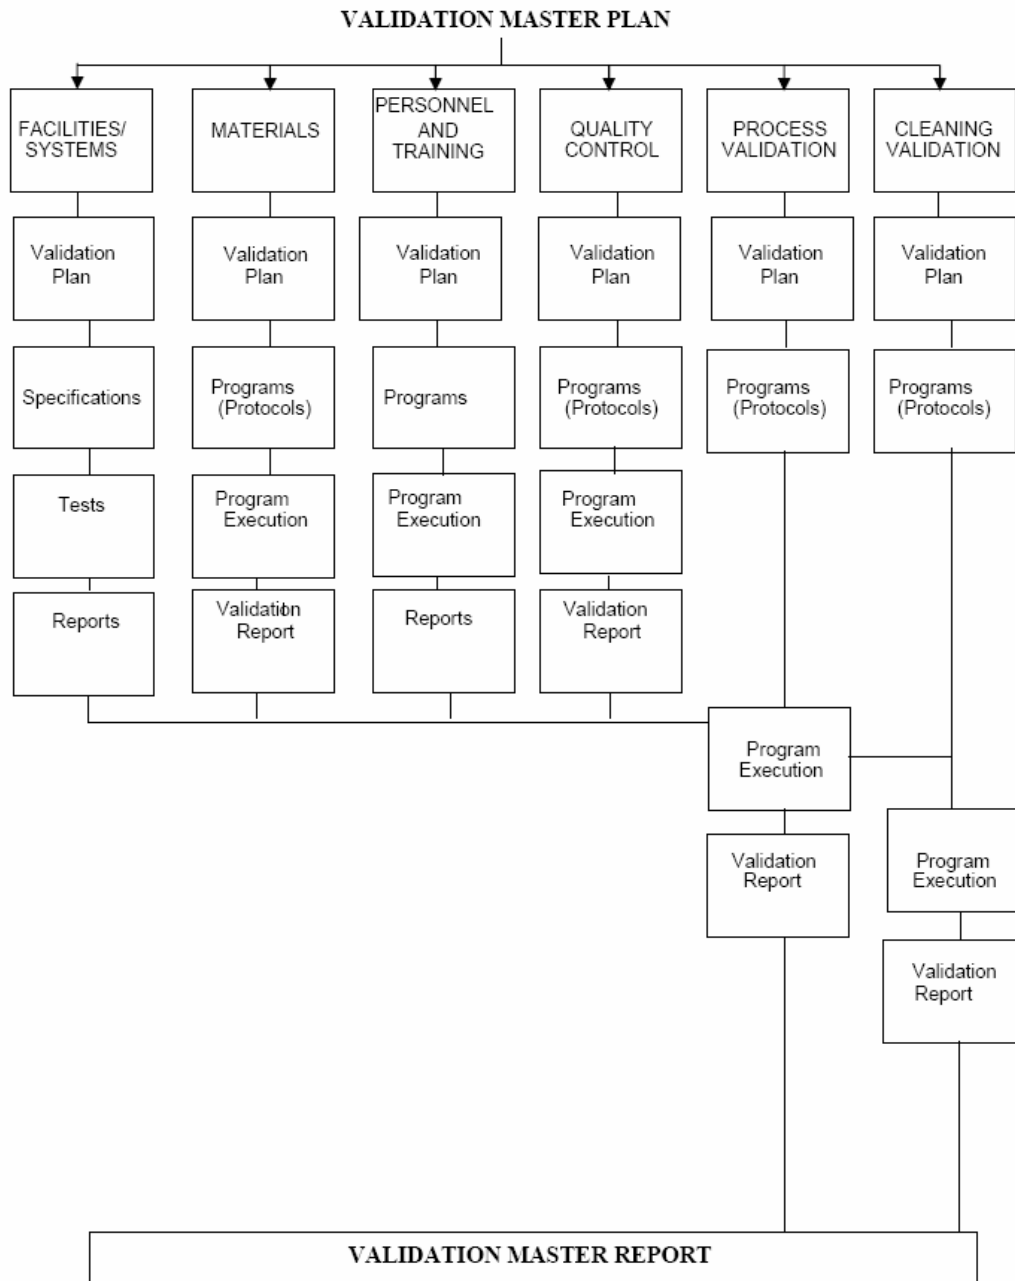 VALIDATION MASTER PLAN
FACILITIES/
SYSTEMS
MATERIALS
PERSONNEL
AND
TRAINING
QUALITY
CONTROL
PROCESS
VALIDATION
CLEANING
VALIDATION
Validation
Plan
Validation
Plan
Validation
Plan
Validation
Plan
Validation
Plan
Validation
Plan
Specifications
Programs
(Protocols)
Programs
Programs
(Protocols)
Programs
(Protocols)
Programs
(Protocols)
Tests
Program
Execution
Program
Execution
Program
Execution
Reports
Validation
Report
Reports
Validation
Report
Program
Execution
Validation
Report
Program
Execution
Validation
Report
VALIDATION MASTER REPORT